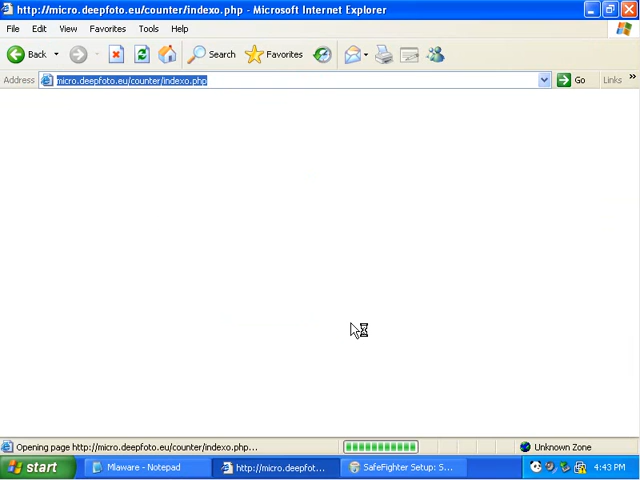 http://micro.deepfoto.eu/counter/indexo.php - Microsoft Internet Explorer
File Edit View Favorites Tools Help
Back Search Favorites
Address micro.deepfoto.eu/counter/indexo.php Go Links »
Opening page http://micro.deepfoto.eu/counter/indexo.php... Unknown Zone
start Mlaware - Notepad http://micro.deepfot... SafeFighter Setup: S... 4:43 PM